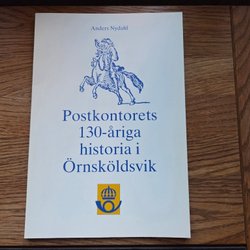 Anders Nydahl
Postkontorets
130-åriga
historia i
Örnsköldsvik